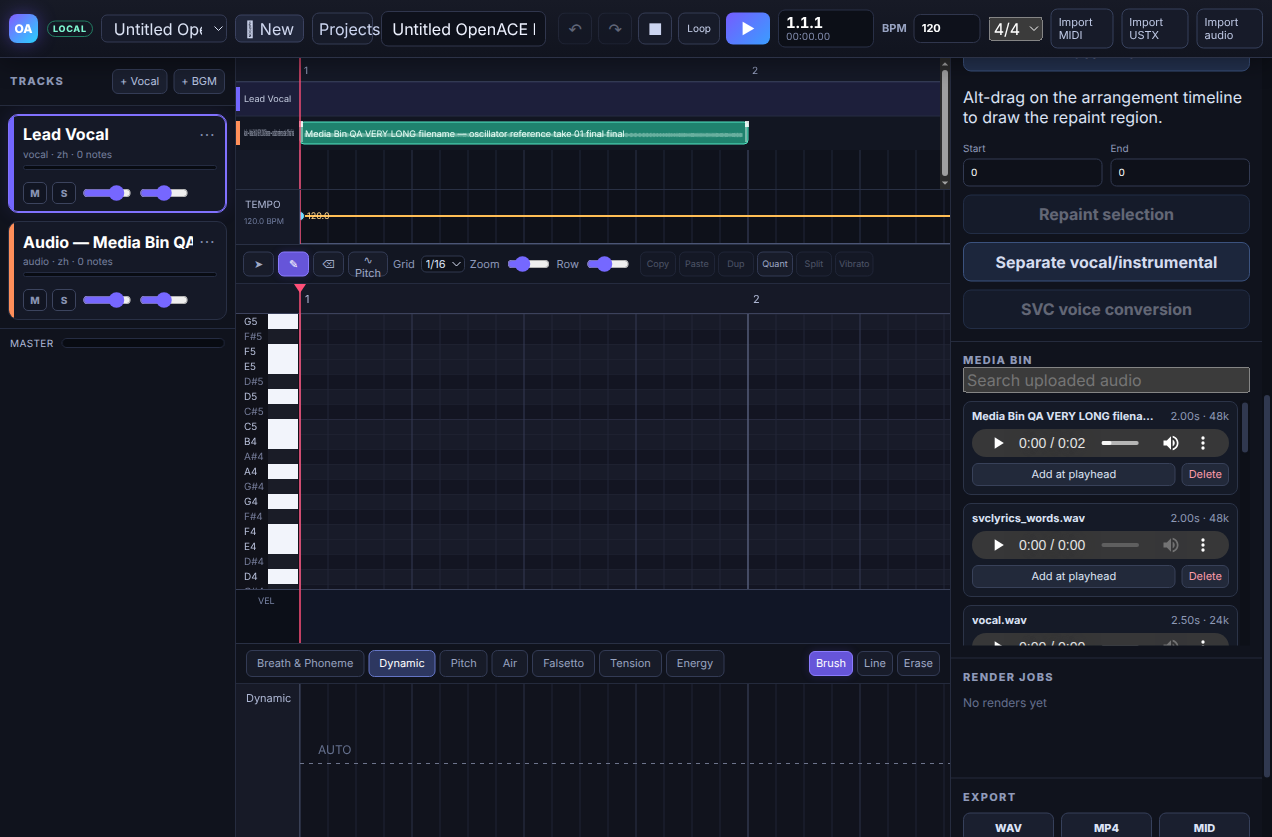 OA
LOCAL
Untitled Ope
New
Projects
Untitled OpenACE
Loop
1.1.1
00:00.00
BPM
120
4/4
Import MIDI
Import USTX
Import audio
TRACKS
+ Vocal
+ BGM
Lead Vocal
vocal · zh · 0 notes
M
S
Audio — Media Bin QA
audio · zh · 0 notes
M
S
MASTER
1
2
Lead Vocal
Media Bin QA VERY LONG filename — oscillator reference take 01 final final
TEMPO
120.0 BPM
120.0
Pitch
Grid
1/16
Zoom
Row
Copy
Paste
Dup
Quant
Split
Vibrato
1
2
G5
F#5
F5
E5
D#5
D5
C#5
C5
B4
A#4
A4
G#4
G4
F#4
F4
E4
D#4
D4
VEL
Breath & Phoneme
Dynamic
Pitch
Air
Falsetto
Tension
Energy
Brush
Line
Erase
Dynamic
AUTO
Alt-drag on the arrangement timeline
to draw the repaint region.
Start
End
0
0
Repaint selection
Separate vocal/instrumental
SVC voice conversion
MEDIA BIN
Search uploaded audio
Media Bin QA VERY LONG filena...
2.00s · 48k
0:00 / 0:02
Add at playhead
Delete
svclyrics_words.wav
2.00s · 48k
0:00 / 0:00
Add at playhead
Delete
vocal.wav
2.50s · 24k
RENDER JOBS
No renders yet
EXPORT
WAV
MP4
MID